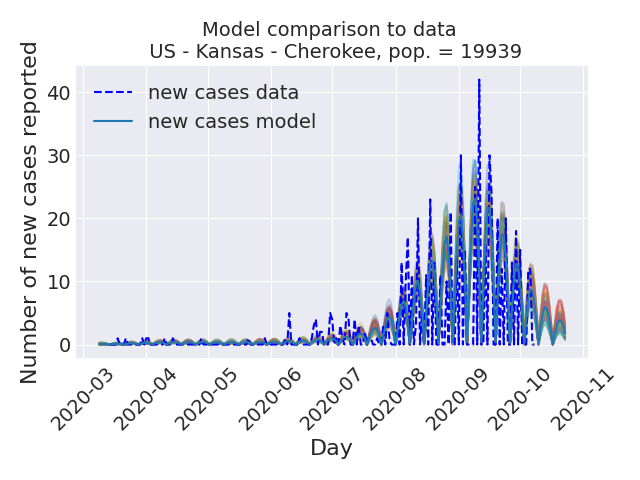 Model comparison to data
US - Kansas - Cherokee, pop. = 19939
Number of new cases reported
40
30
20
10
0
new cases data
new cases model
2020-03
2020-04
2020-05
2020-06
2020-07
2020-08
2020-09
2020-10
2020-11
Day